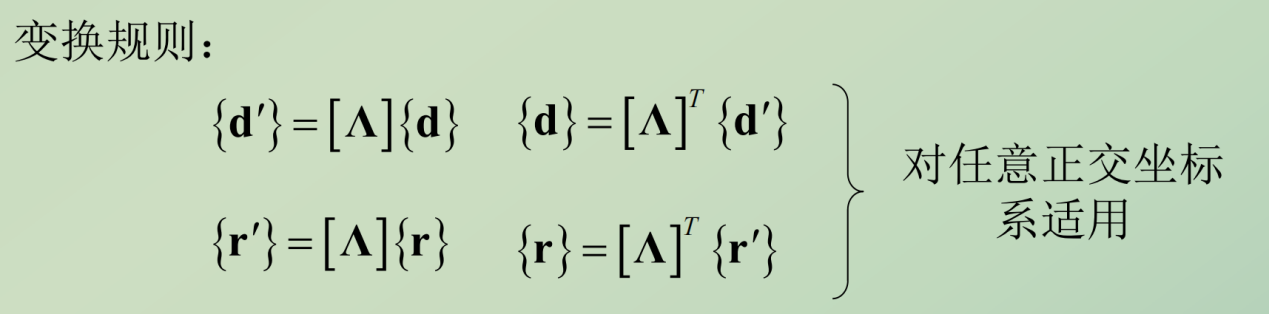 变换规则：
{d′} = [Λ]{d}  {d} = [Λ]^T {d′}
{r′} = [Λ]{r}  {r} = [Λ]^T {r′}
对任意正交坐标
系适用